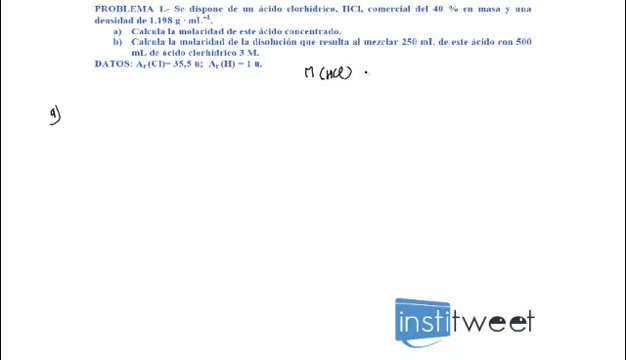 PROBLEMA 1.- Se dispone de un ácido clorhídrico, HCl, comercial del 40 % en masa y una
densidad de 1.198 g · mL⁻¹.
a) Calcula la molaridad de este ácido concentrado.
b) Calcula la molaridad de la disolución que resulta al mezclar 250 mL de este ácido con 500
mL de ácido clorhídrico 3 M.
DATOS: Aᵣ (Cl)= 35,5 u; Aᵣ (H) = 1 u.
M (HCl)
a)
institweet